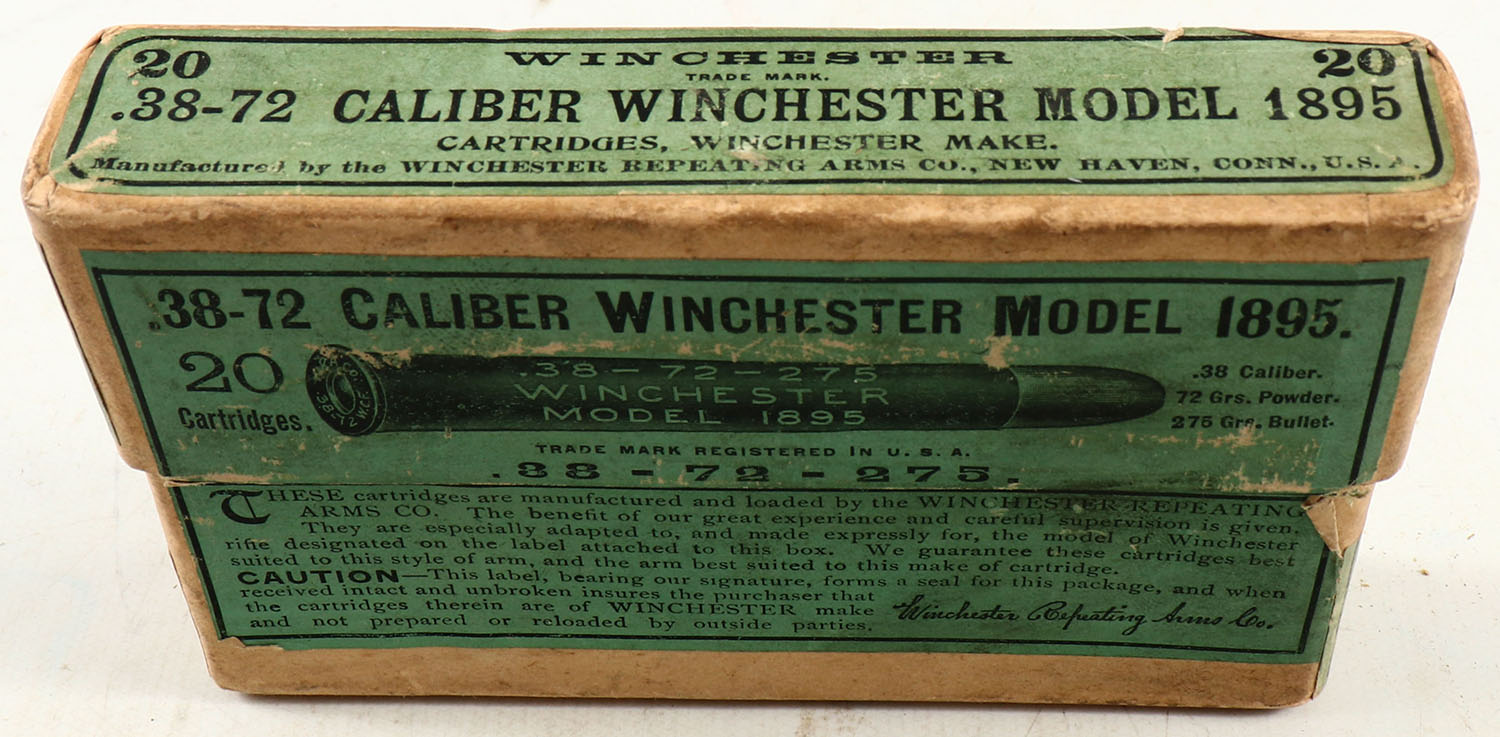 20 WINCHESTER 20
TRADE MARK.
.38-72 CALIBER WINCHESTER MODEL 1895
CARTRIDGES, WINCHESTER MAKE.
Manufactured by the WINCHESTER REPEATING ARMS CO., NEW HAVEN, CONN., U.S.A.
.38-72 CALIBER WINCHESTER MODEL 1895.
20
Cartridges.
.38-72-275
WINCHESTER
MODEL 1895
W.C.F.
38-72
.38 Caliber.
72 Grs. Powder.
275 Grs. Bullet.
TRADE MARK REGISTERED IN U.S.A.
.38-72-275.
THESE cartridges are manufactured and loaded by the WINCHESTER REPEATING
ARMS CO. The benefit of our great experience and careful supervision is given.
They are especially adapted to, and made expressly for, the model of Winchester
rifle designated on the label attached to this box. We guarantee these cartridges best
suited to this style of arm, and the arm best suited to this make of cartridge.
CAUTION—This label, bearing our signature, forms a seal for this package, and when
received intact and unbroken insures the purchaser that
the cartridges therein are of WINCHESTER make
and not prepared or reloaded by outside parties.
Winchester Repeating Arms Co.